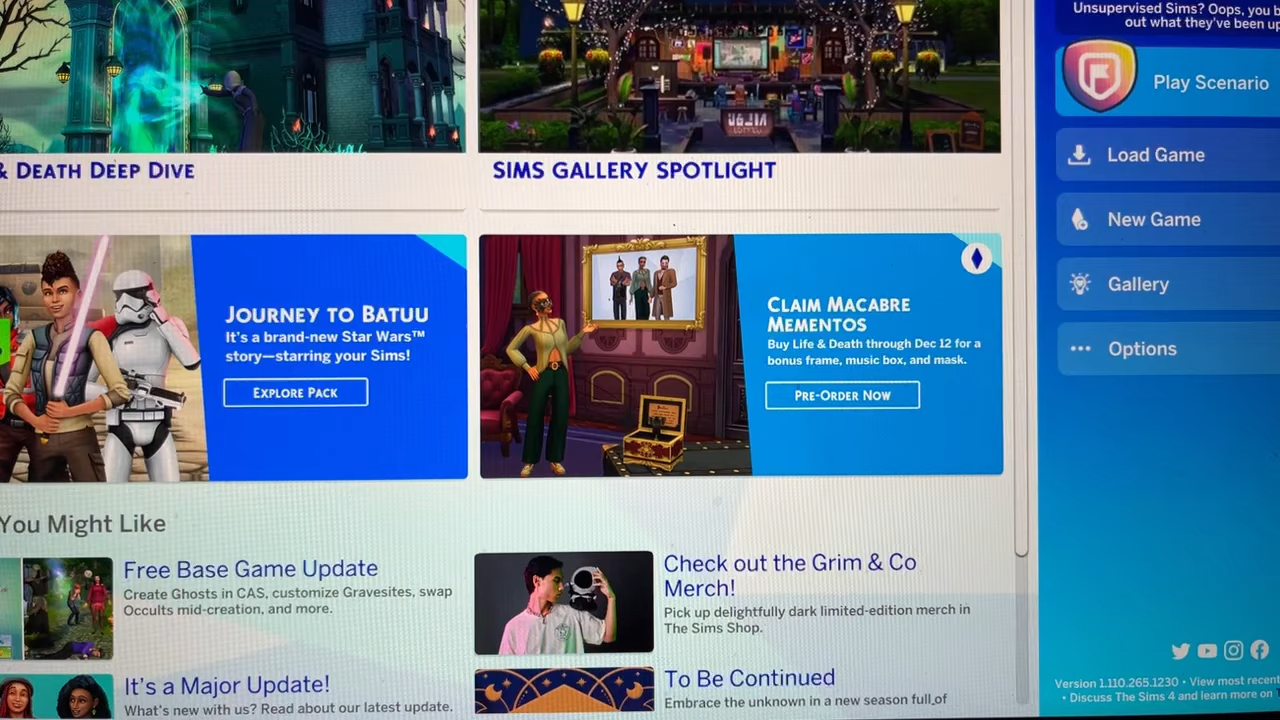 & DEATH DEEP DIVE
SIMS GALLERY SPOTLIGHT
JOURNEY TO BATUU
It's a brand-new Star Wars™
story—starring your Sims!
EXPLORE PACK
CLAIM MACABRE
MEMENTOS
Buy Life & Death through Dec 12 for a
bonus frame, music box, and mask.
PRE-ORDER NOW
You Might Like
Free Base Game Update
Create Ghosts in CAS, customize Gravesites, swap
Occults mid-creation, and more.
Check out the Grim & Co
Merch!
Pick up delightfully dark limited-edition merch in
The Sims Shop.
It's a Major Update!
What's new with us? Read about our latest update.
To Be Continued
Embrace the unknown in a new season full of
Unsupervised Sims? Oops, you b
out what they've been up
Play Scenario
Load Game
New Game
Gallery
Options
Version 1.110.265.1230 • View most recent
• Discuss The Sims 4 and learn more on